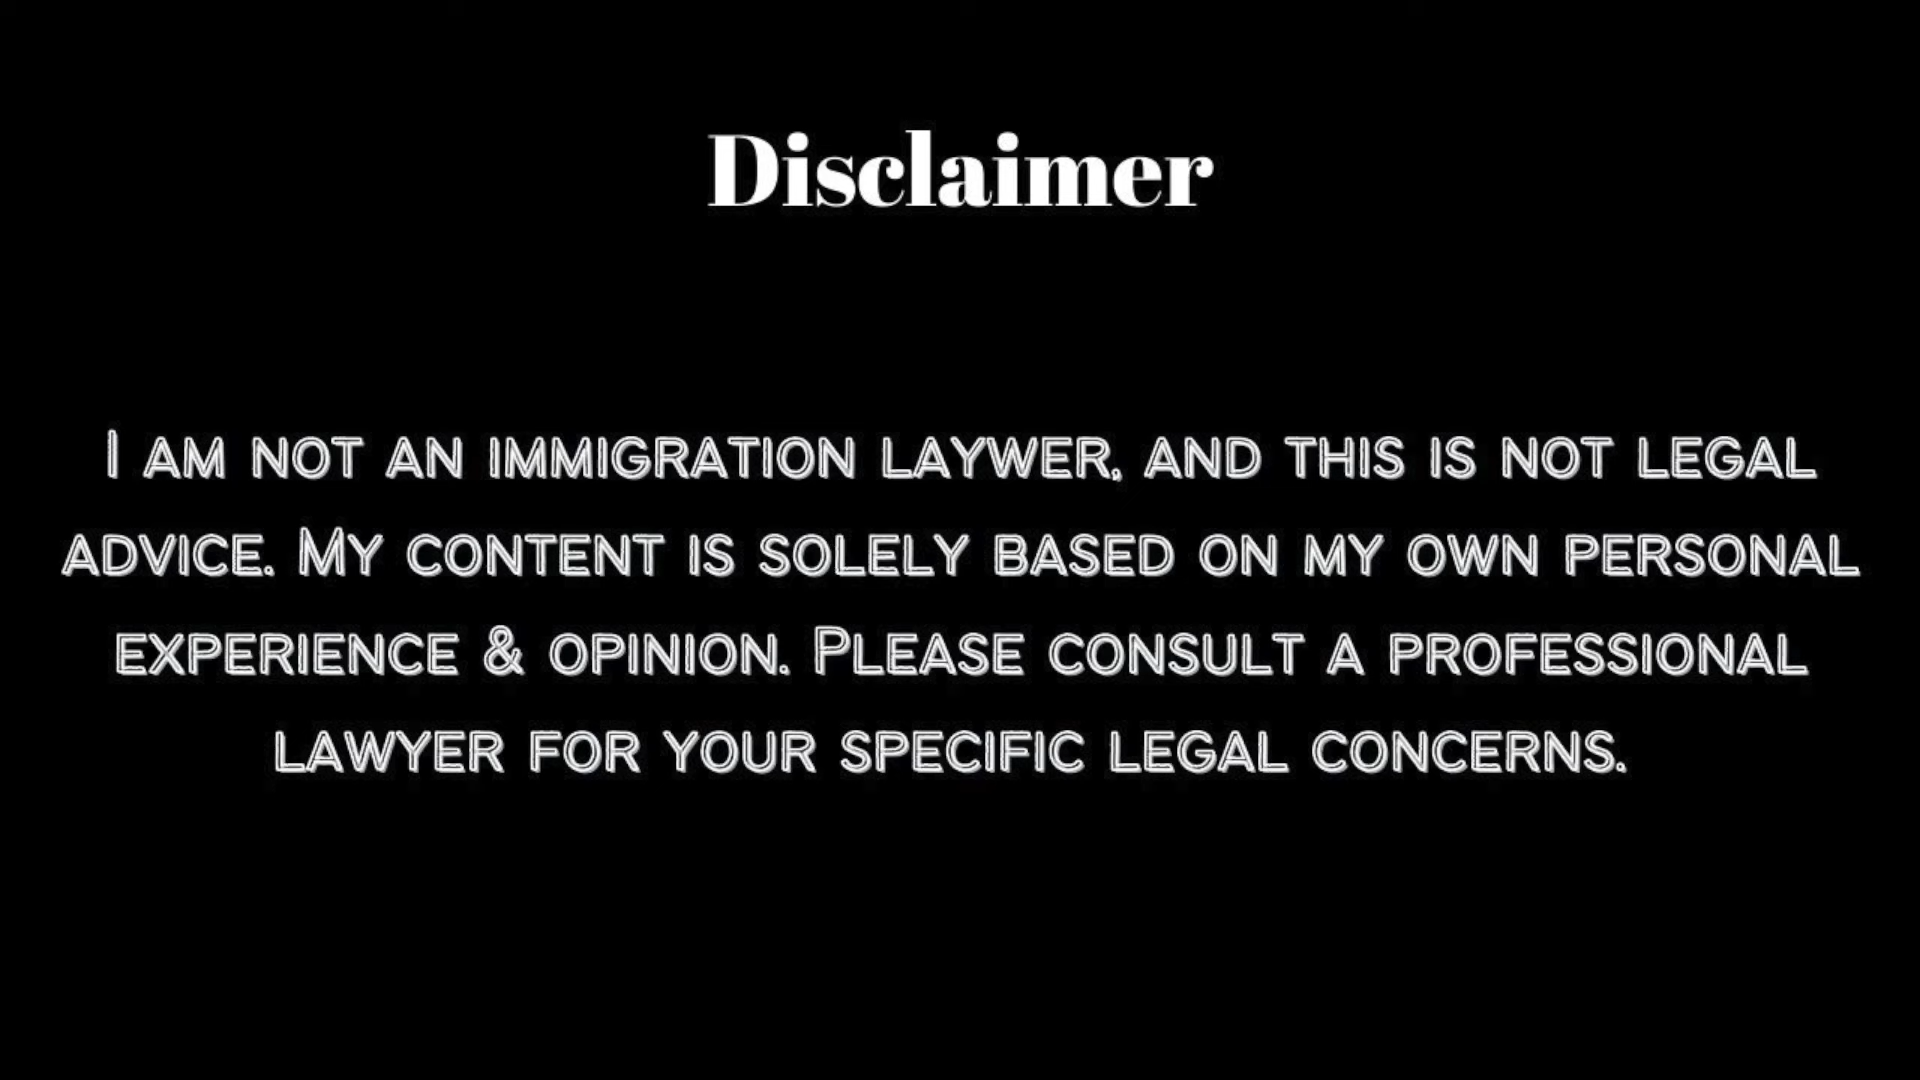 Disclaimer
I AM NOT AN IMMIGRATION LAYWER, AND THIS IS NOT LEGAL
ADVICE. MY CONTENT IS SOLELY BASED ON MY OWN PERSONAL
EXPERIENCE & OPINION. PLEASE CONSULT A PROFESSIONAL
LAWYER FOR YOUR SPECIFIC LEGAL CONCERNS.